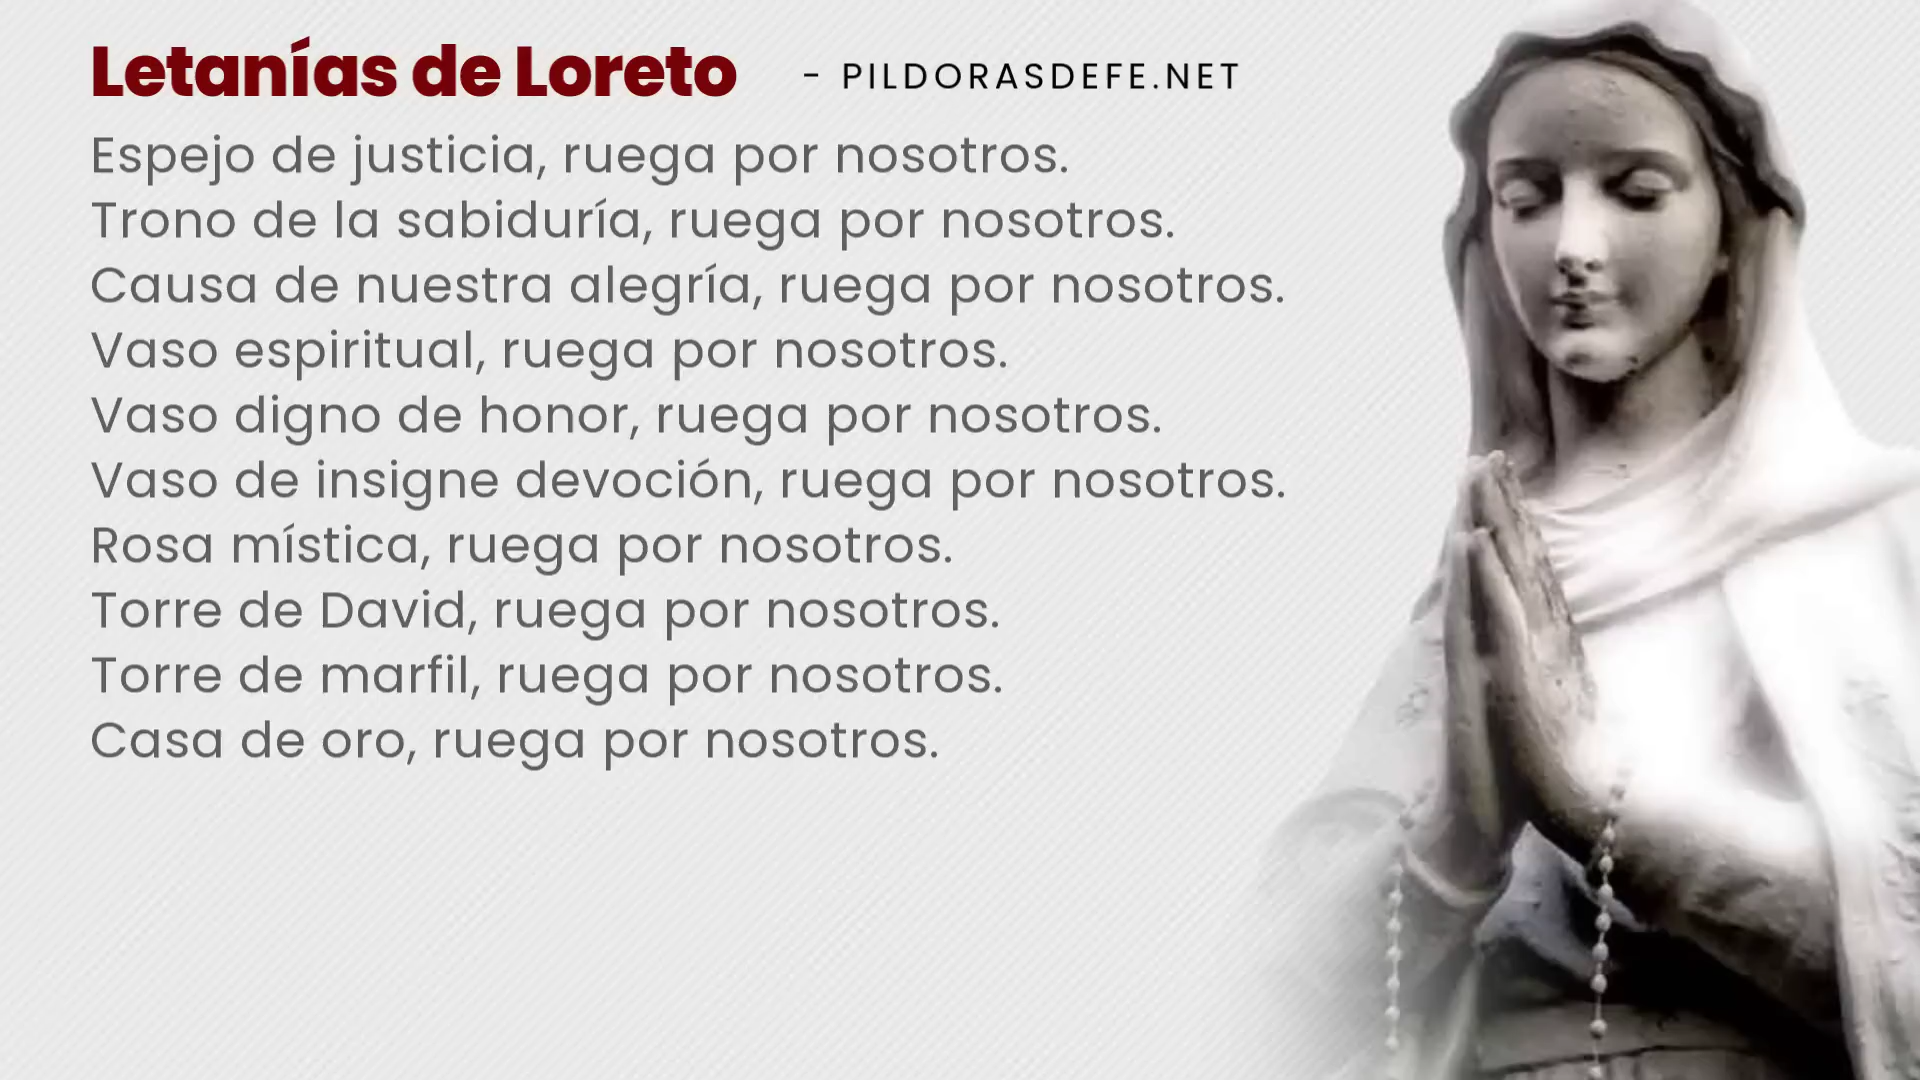 Letanías de Loreto - PILDORASDEFE.NET
Espejo de justicia, ruega por nosotros.
Trono de la sabiduría, ruega por nosotros.
Causa de nuestra alegría, ruega por nosotros.
Vaso espiritual, ruega por nosotros.
Vaso digno de honor, ruega por nosotros.
Vaso de insigne devoción, ruega por nosotros.
Rosa mística, ruega por nosotros.
Torre de David, ruega por nosotros.
Torre de marfil, ruega por nosotros.
Casa de oro, ruega por nosotros.